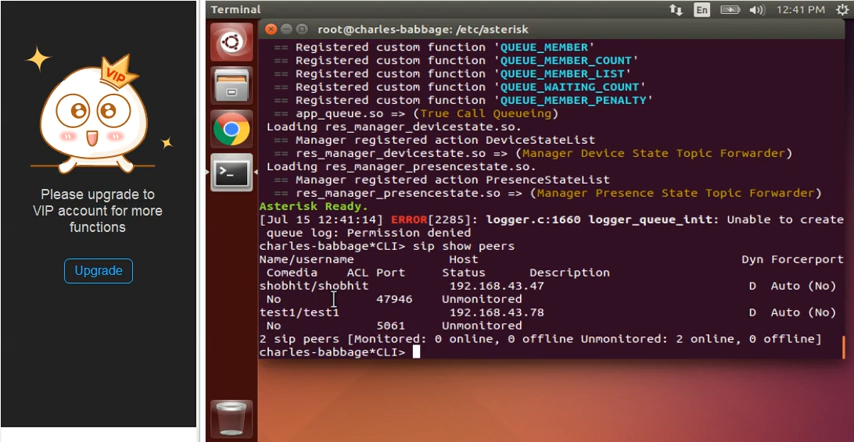 VIP
Please upgrade to
VIP account for more
functions
Upgrade
Terminal
En
12:41 PM
root@charles-babbage: /etc/asterisk
== Registered custom function 'QUEUE_MEMBER'
== Registered custom function 'QUEUE_MEMBER_COUNT'
== Registered custom function 'QUEUE_MEMBER_LIST'
== Registered custom function 'QUEUE_WAITING_COUNT'
== Registered custom function 'QUEUE_MEMBER_PENALTY'
== app_queue.so => (True Call Queueing)
Loading res_manager_devicestate.so.
== Manager registered action DeviceStateList
== res_manager_devicestate.so => (Manager Device State Topic Forwarder)
Loading res_manager_presencestate.so.
== Manager registered action PresenceStateList
== res_manager_presencestate.so => (Manager Presence State Topic Forwarder)
Asterisk Ready.
[Jul 15 12:41:14] ERROR[2285]: logger.c:1660 logger_queue_init: Unable to create
queue log: Permission denied
charles-babbage*CLI> sip show peers
Name/username Host Dyn Forcerport
Comedia ACL Port Status Description
shobhit/shobhit 192.168.43.47 D Auto (No)
No 47946 Unmonitored
test1/test1 192.168.43.78 D Auto (No)
No 5061 Unmonitored
2 sip peers [Monitored: 0 online, 0 offline Unmonitored: 2 online, 0 offline]
charles-babbage*CLI>